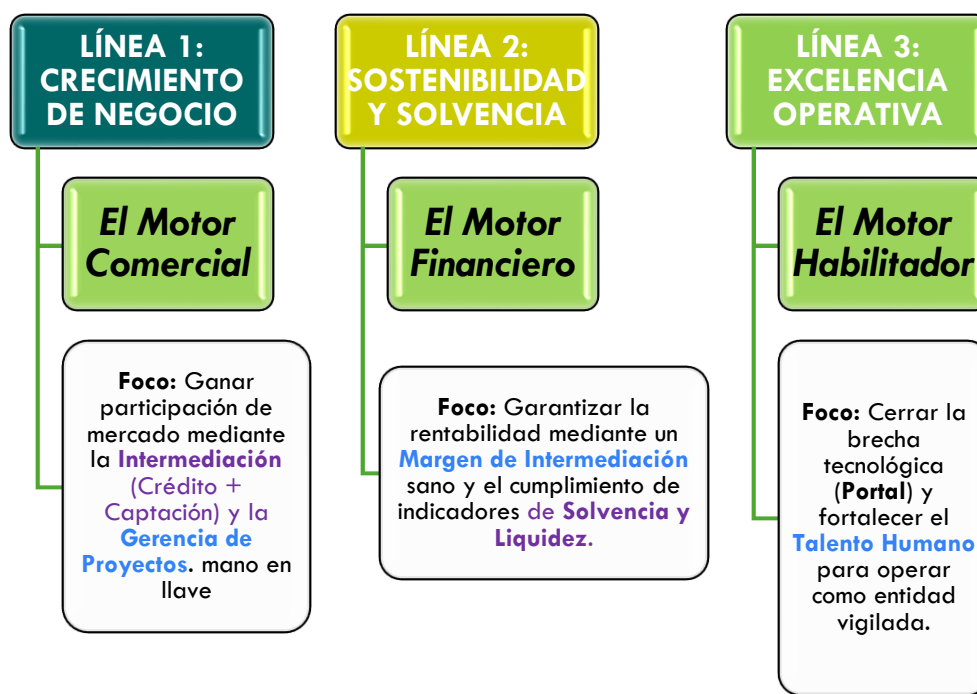 LÍNEA 1:
CRECIMIENTO
DE NEGOCIO
El Motor
Comercial
Foco: Ganar
participación de
mercado mediante
la Intermediación
(Crédito +
Captación) y la
Gerencia de
Proyectos. mano en
llave
LÍNEA 2:
SOSTENIBILIDAD
Y SOLVENCIA
El Motor
Financiero
Foco: Garantizar la
rentabilidad mediante un
Margen de Intermediación
sano y el cumplimiento de
indicadores de Solvencia y
Liquidez.
LÍNEA 3:
EXCELENCIA
OPERATIVA
El Motor
Habilitador
Foco: Cerrar la
brecha
tecnológica
(Portal) y
fortalecer el
Talento Humano
para operar
como entidad
vigilada.